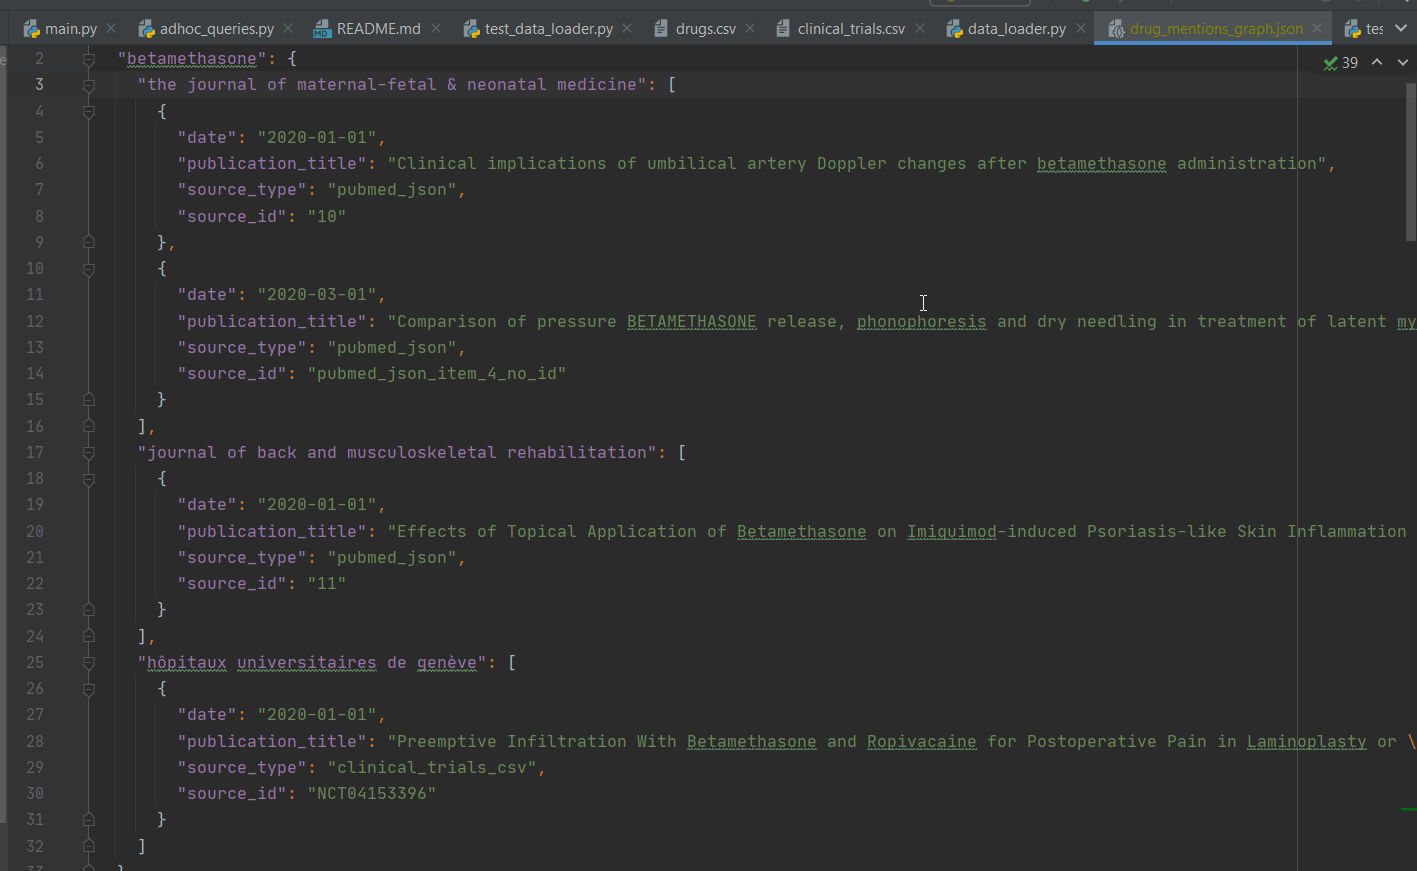 main.py adhoc_queries.py README.md test_data_loader.py drugs.csv clinical_trials.csv data_loader.py drug_mentions_graph.json tes
39
2 "betamethasone": {
3 "the journal of maternal-fetal & neonatal medicine": [
4 {
5 "date": "2020-01-01",
6 "publication_title": "Clinical implications of umbilical artery Doppler changes after betamethasone administration",
7 "source_type": "pubmed_json",
8 "source_id": "10"
9 },
10 {
11 "date": "2020-03-01",
12 "publication_title": "Comparison of pressure BETAMETHASONE release, phonophoresis and dry needling in treatment of latent my
13 "source_type": "pubmed_json",
14 "source_id": "pubmed_json_item_4_no_id"
15 }
16 ],
17 "journal of back and musculoskeletal rehabilitation": [
18 {
19 "date": "2020-01-01",
20 "publication_title": "Effects of Topical Application of Betamethasone on Imiquimod-induced Psoriasis-like Skin Inflammation
21 "source_type": "pubmed_json",
22 "source_id": "11"
23 }
24 ],
25 "hôpitaux universitaires de genève": [
26 {
27 "date": "2020-01-01",
28 "publication_title": "Preemptive Infiltration With Betamethasone and Ropivacaine for Postoperative Pain in Laminoplasty or \
29 "source_type": "clinical_trials_csv",
30 "source_id": "NCT04153396"
31 }
32 ]